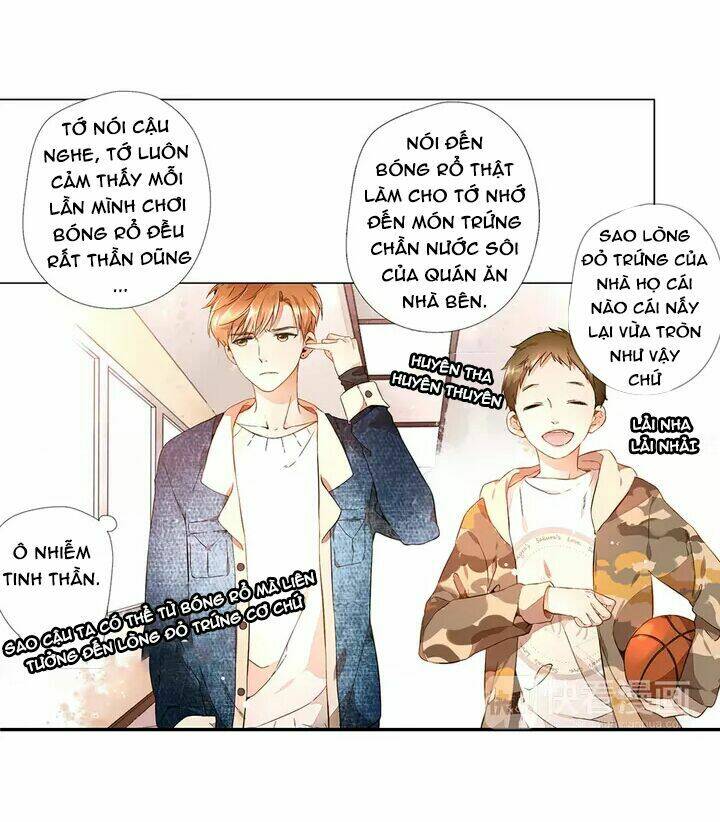 TỚ NÓI CẬU
NGHE, TỚ LUÔN
CẢM THẤY MỖI
LẦN MÌNH CHƠI
BÓNG RỔ ĐỀU
RẤT THẦN DŨNG
...
NÓI ĐẾN
BÓNG RỔ THẬT
LÀM CHO TỚ NHỚ
ĐẾN MÓN TRỨNG
CHẦN NƯỚC SÔI
CỦA QUÁN ĂN
NHÀ BÊN.
SAO LÒNG
ĐỎ TRỨNG CỦA
NHÀ HỌ CÁI
NÀO CÁI NẤY
LẠI VỪA TRÒN
NHƯ VẬY
CHỨ
HUYÊN THA
HUYÊN THUYÊN
LẢI NHA
LẢI NHẢI
Ô NHIỄM
TINH THẦN.
SAO CẬU TA CÓ THỂ TỪ BÓNG RỔ MÀ LIÊN
TƯỞNG ĐẾN LÒNG ĐỎ TRỨNG CƠ CHỨ
快看漫画